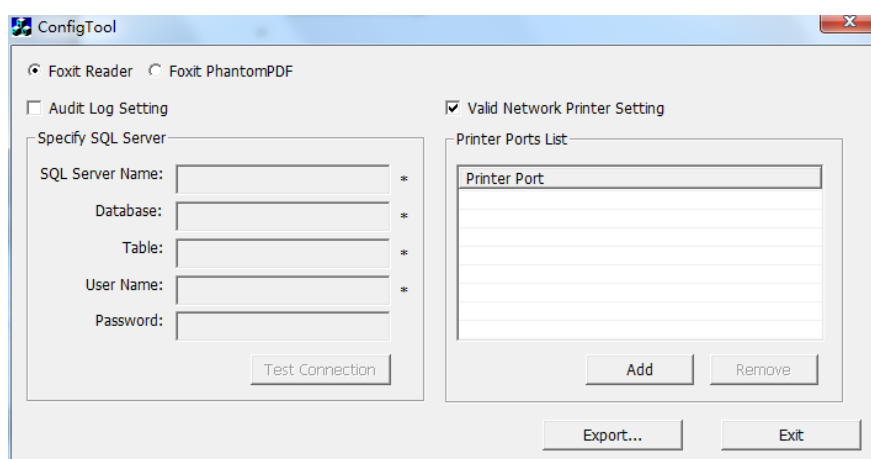 ConfigTool
Foxit Reader Foxit PhantomPDF
Audit Log Setting
Valid Network Printer Setting
Specify SQL Server
SQL Server Name: *
Database: *
Table: *
User Name: *
Password:
Test Connection
Printer Ports List
Printer Port
Add Remove
Export... Exit